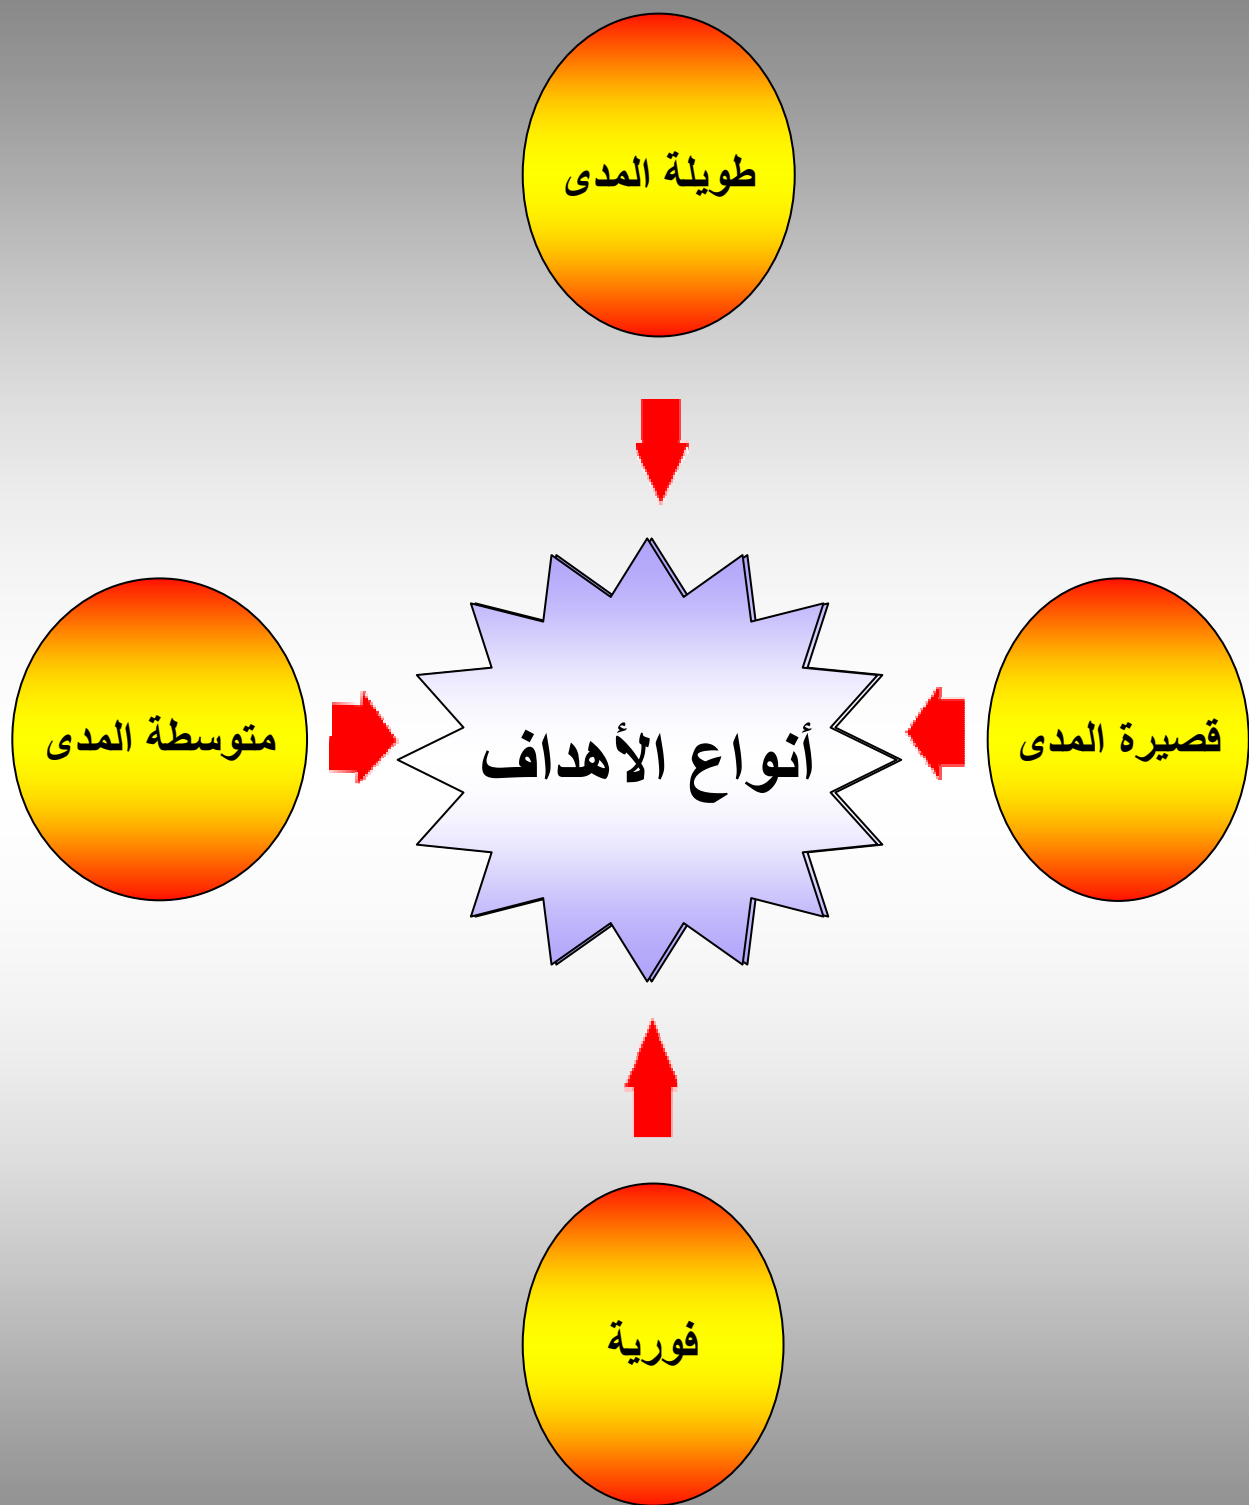 طويلة المدى
قصيرة المدى
أنواع الأهداف
متوسطة المدى
فورية